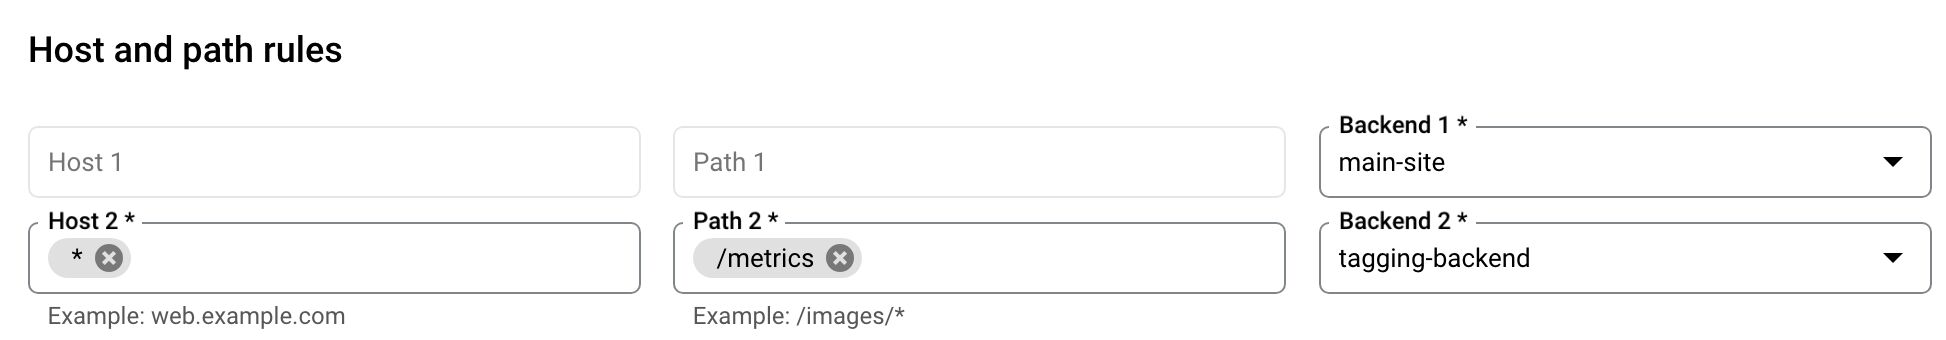 Host and path rules
Backend 1 *
Host 1 Path 1 main-site
Host 2 * Path 2 * Backend 2 *
* /metrics tagging-backend
Example: web.example.com Example: /images/*